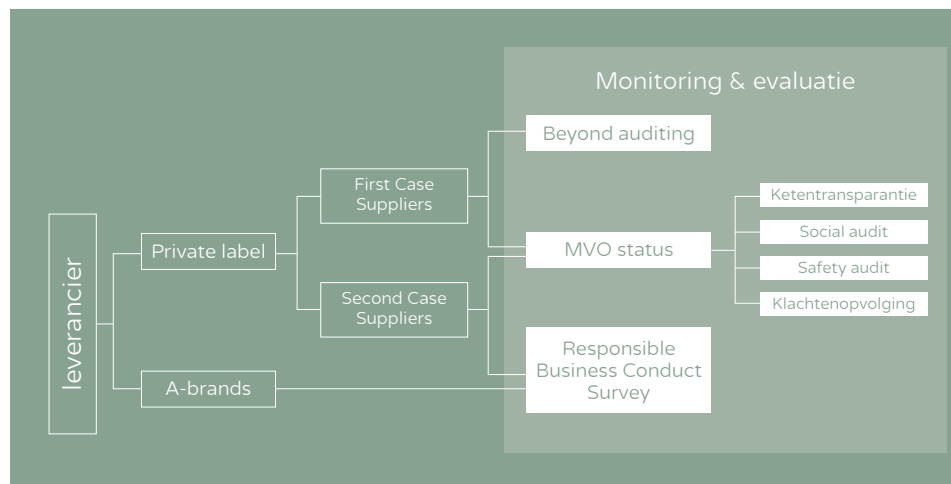 Monitoring & evaluatie
leverancier
Private label
A-brands
First Case
Suppliers
Second Case
Suppliers
Beyond auditing
MVO status
Responsible
Business Conduct
Survey
Ketentransparantie
Social audit
Safety audit
Klachtenopvolging